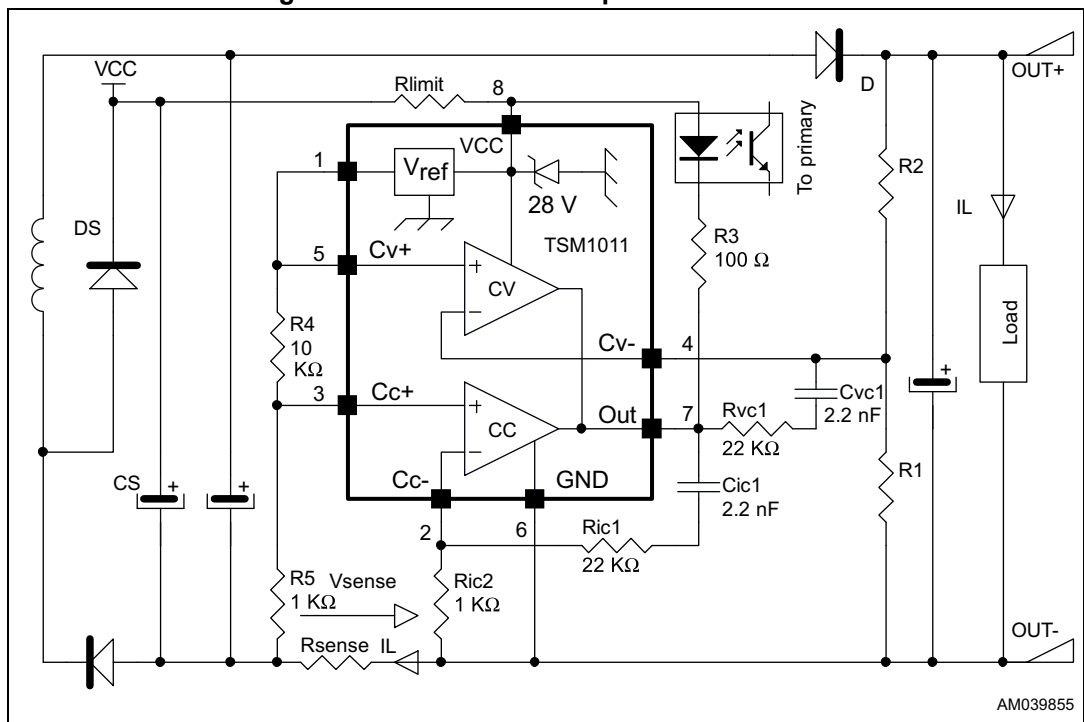 OUT+
VCC
Rlimit
8
D
To primary
1
Vref
VCC
28 V
R2
DS
TSM1011
R3
100 Ω
IL
5
Cv+
+
CV
−
R4
10
KΩ
Cv-
4
Load
3
Cc+
+
CC
−
Out
7
Rvc1
22 KΩ
Cvc1
2.2 nF
+
CS
+
+
Cc-
GND
Cic1
2.2 nF
R1
2
6
Ric1
22 KΩ
R5
1 KΩ
Vsense
Ric2
1 KΩ
Rsense
IL
OUT-
AM039855